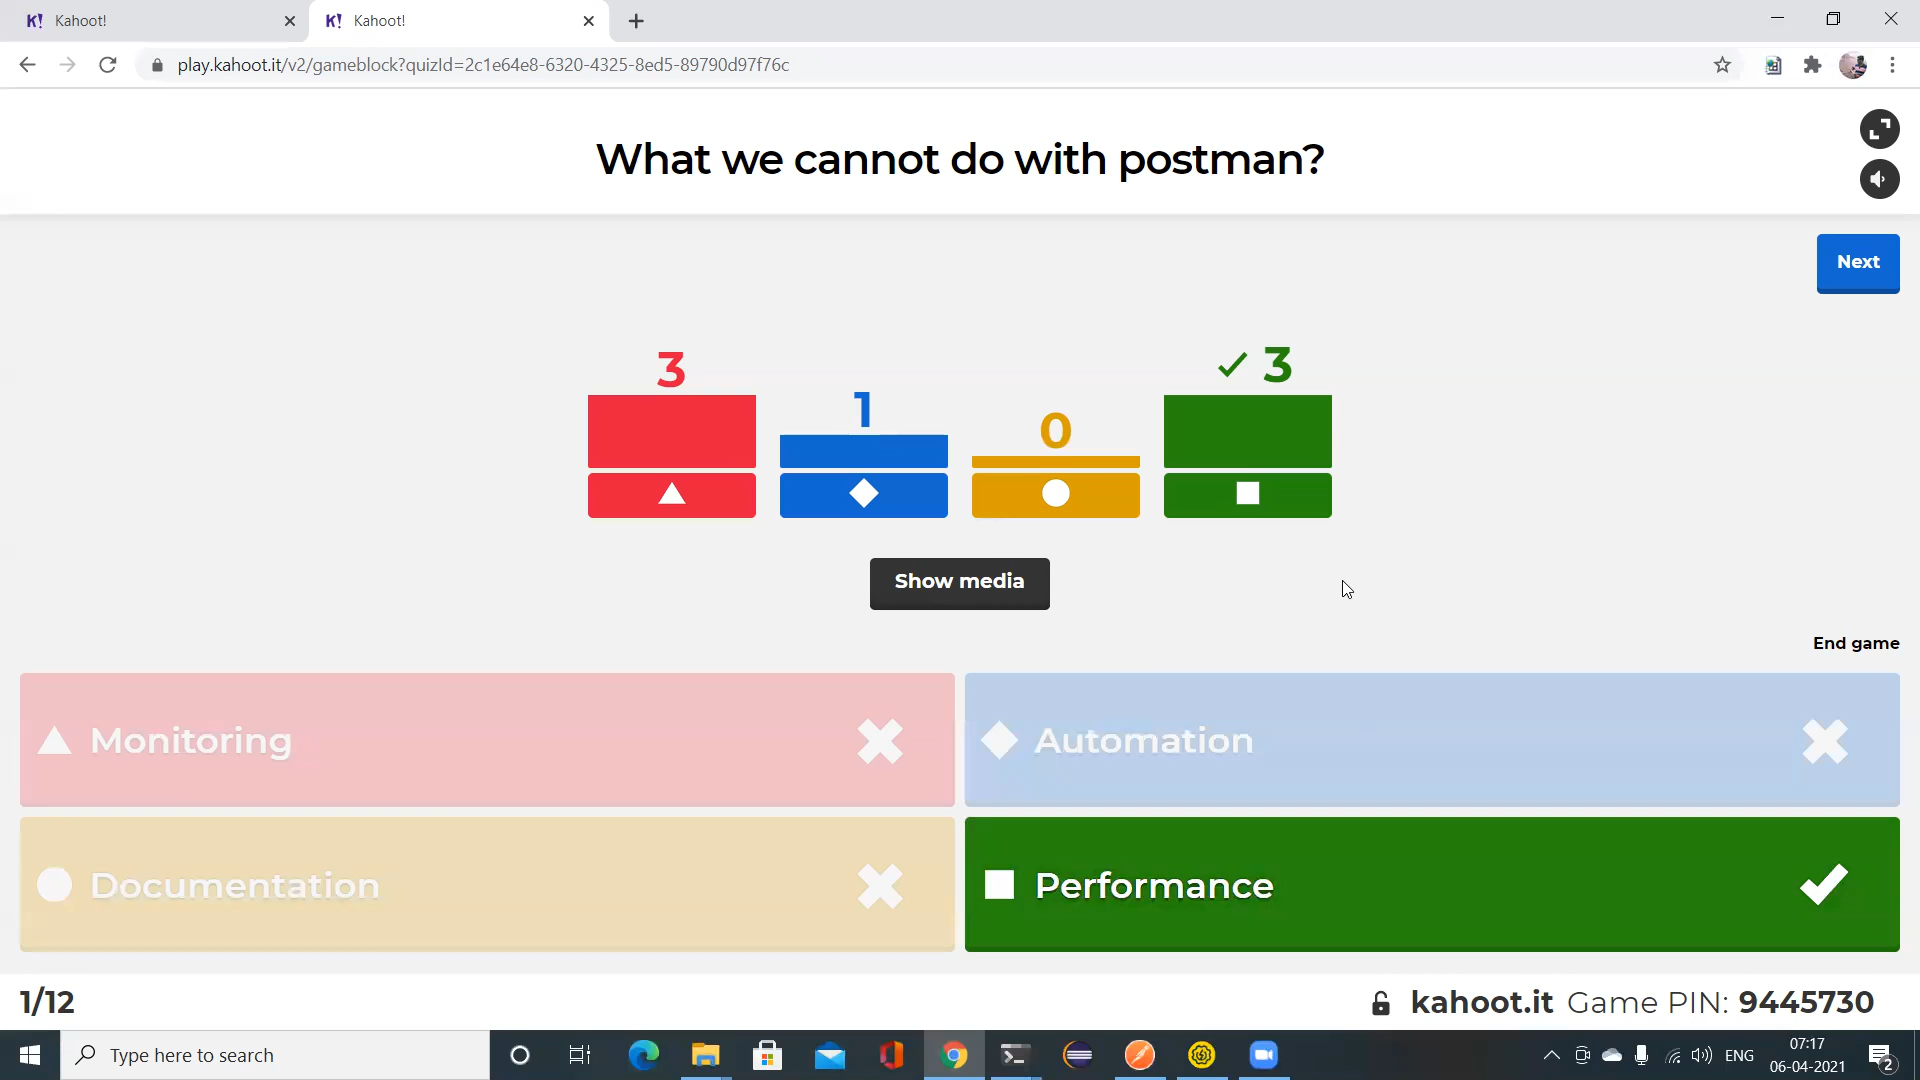 K! Kahoot!
K! Kahoot!
play.kahoot.it/v2/gameblock?quizId=2c1e64e8-6320-4325-8ed5-89790d97f76c
What we cannot do with postman?
Next
3
1
0
3
Show media
End game
Monitoring
Automation
Documentation
Performance
1/12
kahoot.it Game PIN: 9445730
Type here to search
ENG
07:17
06-04-2021
2